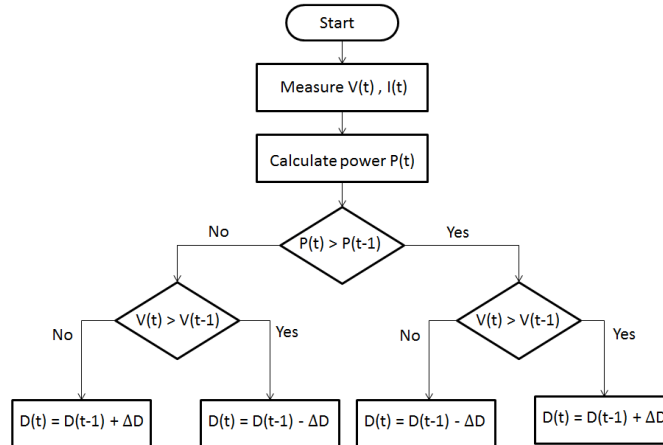 Start
Measure V(t) , I(t)
Calculate power P(t)
No
P(t) > P(t-1)
Yes
No
V(t) > V(t-1)
Yes
No
V(t) > V(t-1)
Yes
D(t) = D(t-1) + ΔD
D(t) = D(t-1) - ΔD
D(t) = D(t-1) - ΔD
D(t) = D(t-1) + ΔD